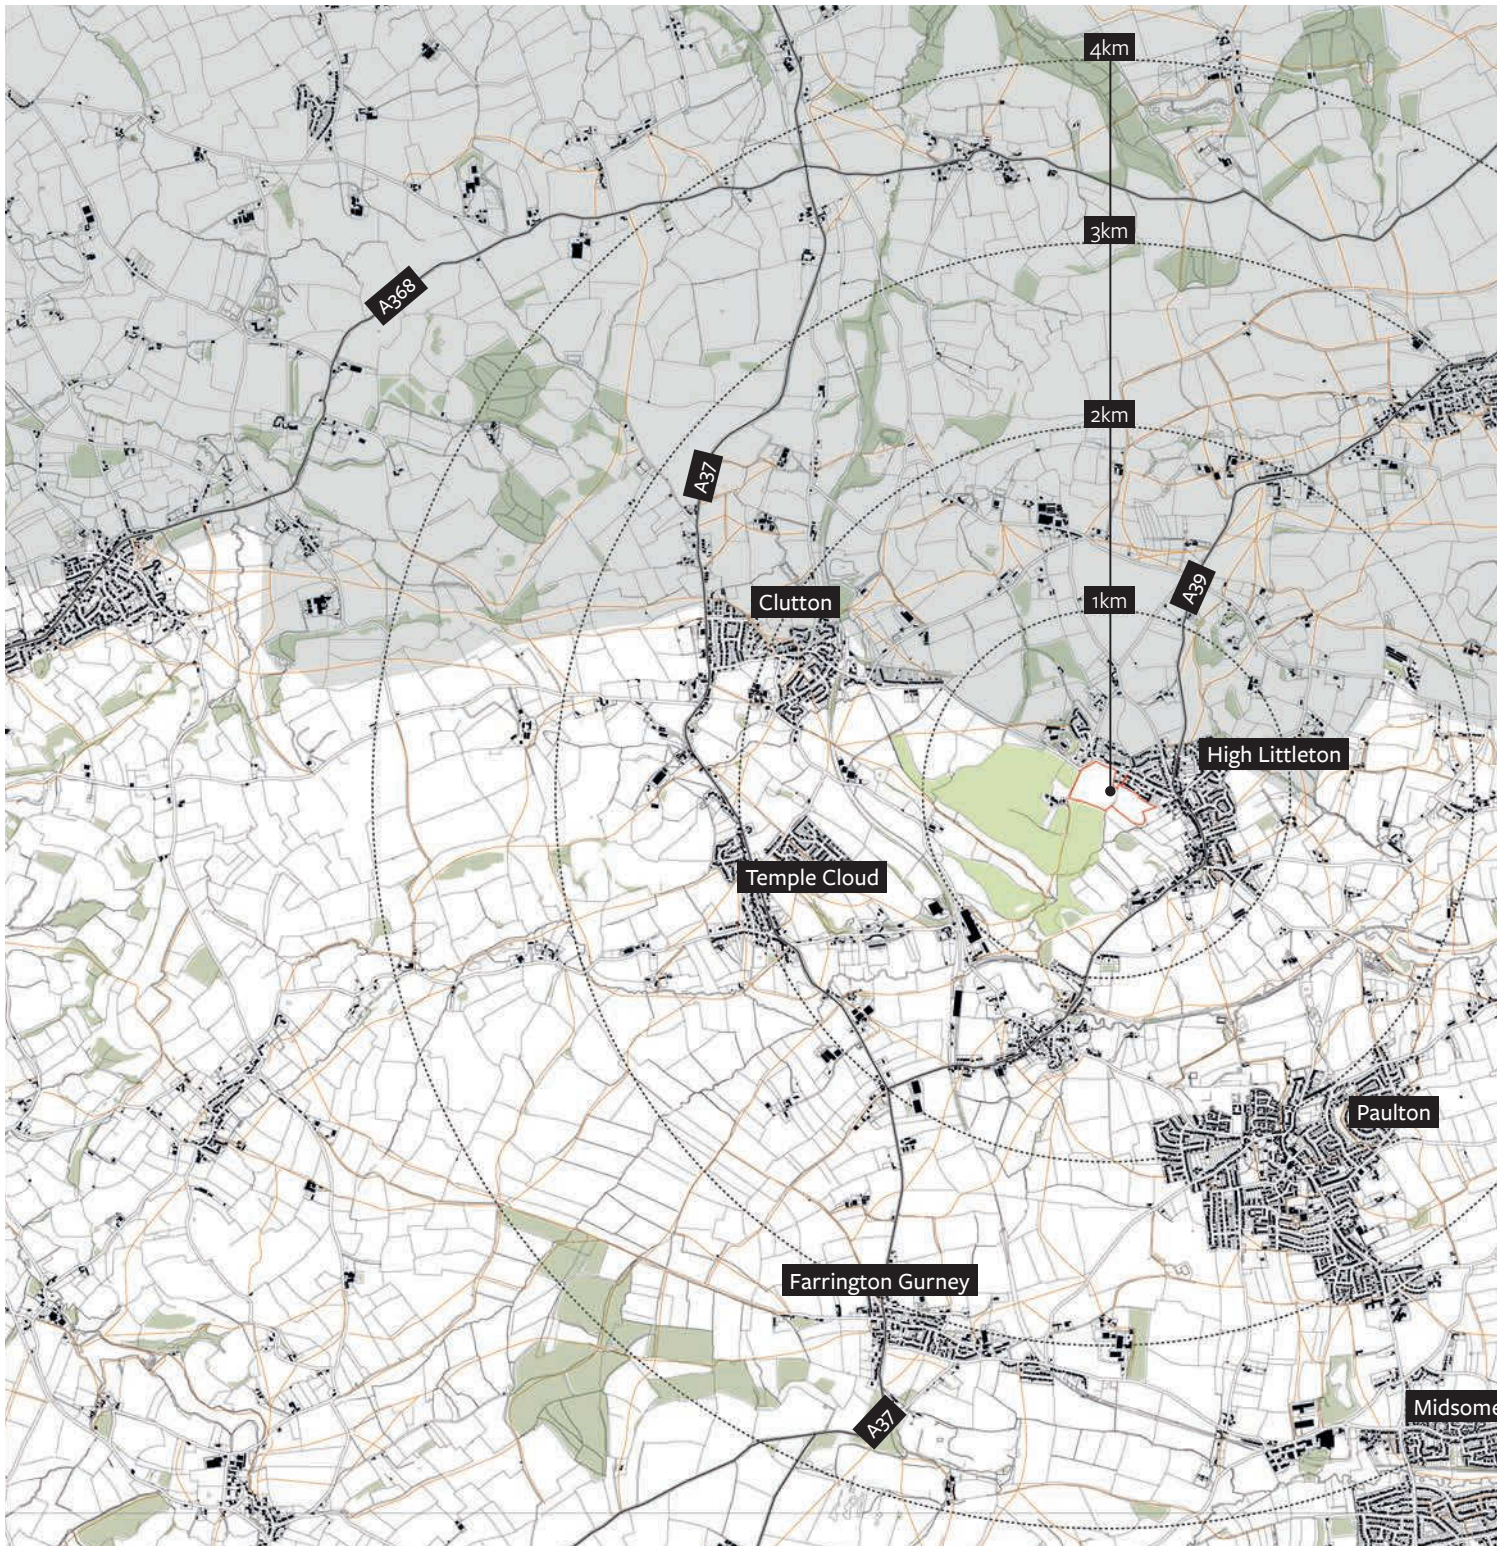 4km
3km
A368
2km
A37
1km
A39
Clutton
High Littleton
Temple Cloud
Paulton
Farrington Gurney
Midsome
A37